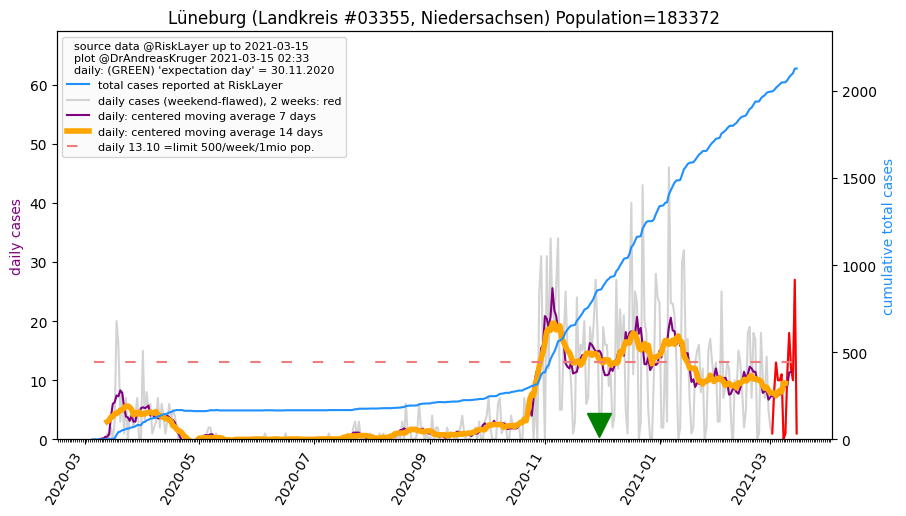 Lüneburg (Landkreis #03355, Niedersachsen) Population=183372
source data @RiskLayer up to 2021-03-15
plot @DrAndreasKruger 2021-03-15 02:33
daily: (GREEN) 'expectation day' = 30.11.2020
total cases reported at RiskLayer
daily cases (weekend-flawed), 2 weeks: red
daily: centered moving average 7 days
daily: centered moving average 14 days
daily 13.10 =limit 500/week/1mio pop.
daily cases
60
50
40
30
20
10
0
cumulative total cases
2000
1500
1000
500
0
2020-03
2020-05
2020-07
2020-09
2020-11
2021-01
2021-03